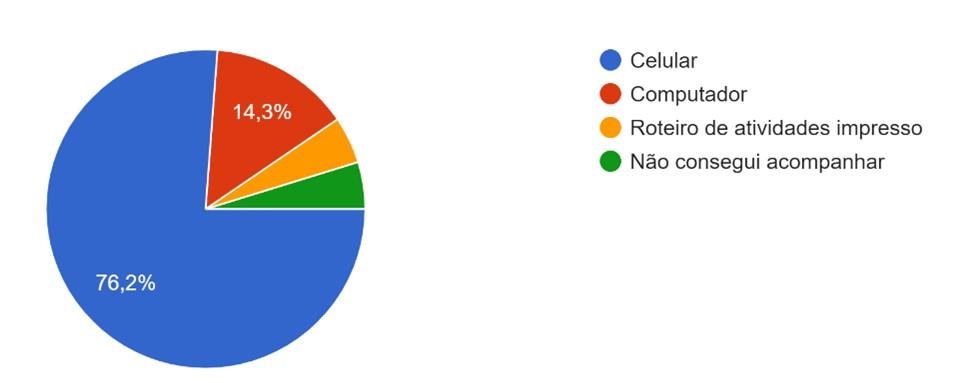 Celular
Computador
Roteiro de atividades impresso
Não consegui acompanhar
14,3%
76,2%